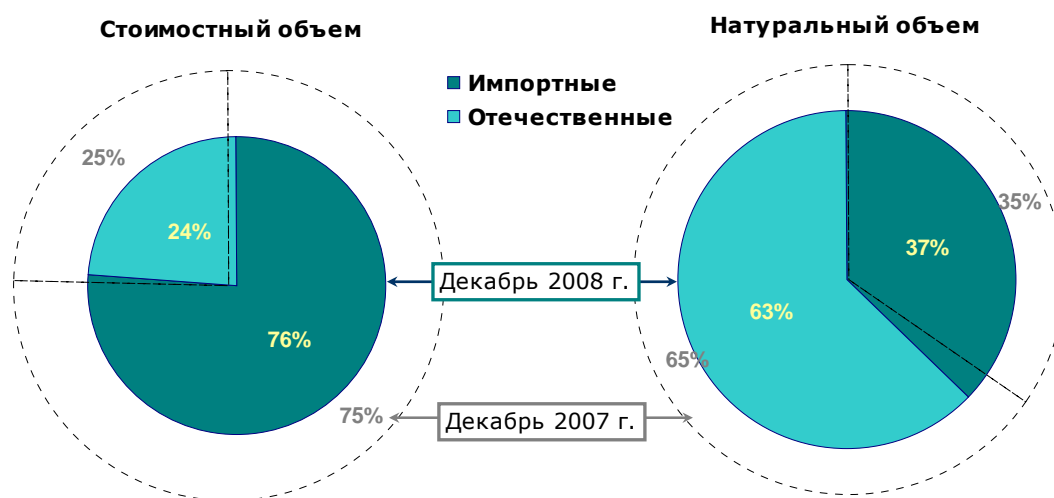 Стоимостный объем
Натуральный объем
Импортные
Отечественные
25%
35%
24%
37%
Декабрь 2008 г.
63%
76%
65%
75%
Декабрь 2007 г.